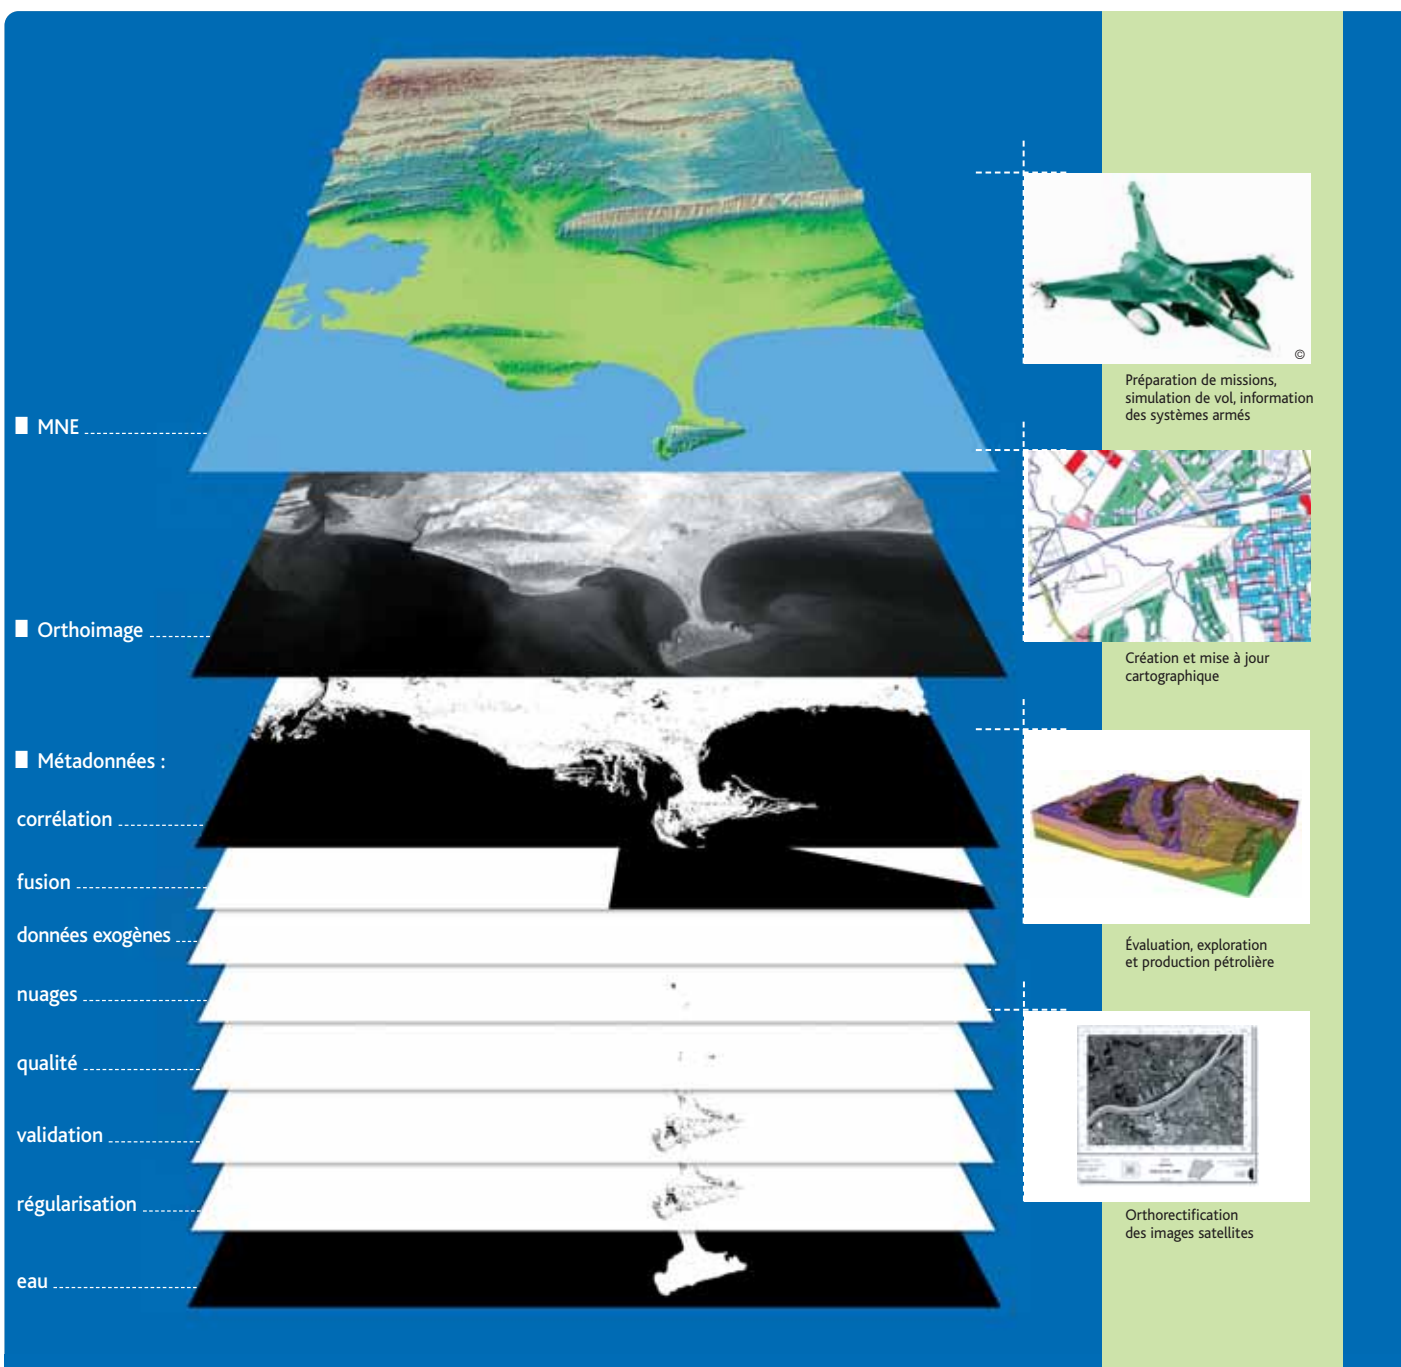 MNE
Orthoimage
Métadonnées :
corrélation
fusion
données exogènes
nuages
qualité
validation
régularisation
eau
©
Préparation de missions,
simulation de vol, information
des systèmes armés
Création et mise à jour
cartographique
Évaluation, exploration
et production pétrolière
Orthorectification
des images satellites